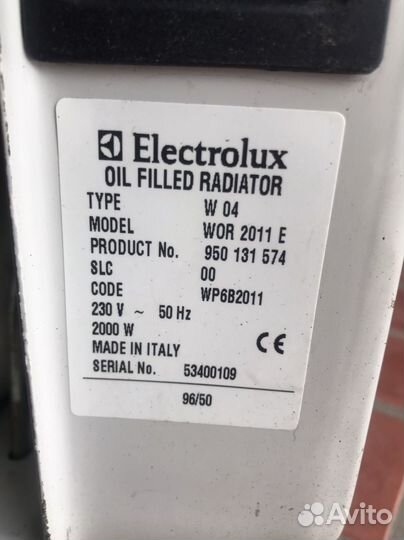 Electrolux
OIL FILLED RADIATOR
TYPE W 04
MODEL WOR 2011 E
PRODUCT No. 950 131 574
SLC 00
CODE WP6B2011
230 V ~ 50 Hz
2000 W
MADE IN ITALY CE
SERIAL No. 53400109
96/50
Avito